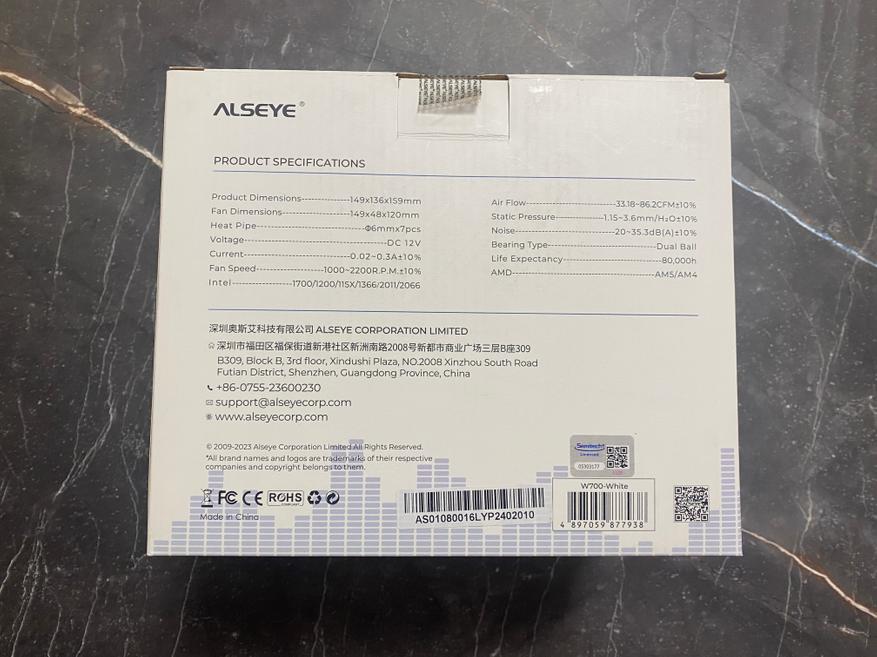 ALSEYE®
PRODUCT SPECIFICATIONS
Product Dimensions--------------149x136x159mm
Fan Dimensions-------------------149x48x120mm
Heat Pipe------------------------------Φ6mmx7pcs
Voltage----------------------------------------DC 12V
Current----------------------------0.02~0.3A±10%
Fan Speed-------------------1000~2200R.P.M.±10%
Intel-----------------1700/1200/115X/1366/2011/2066
Air Flow-------------------------33.18~86.2CFM±10%
Static Pressure--------------1.15~3.6mm/H₂O±10%
Noise----------------------------20~35.3dB(A)±10%
Bearing Type-------------------------------Dual Ball
Life Expectancy----------------------------80,000h
AMD----------------------------------------AM5/AM4
深圳奥斯艾科技有限公司 ALSEYE CORPORATION LIMITED
深圳市福田区福保街道新港社区新洲南路2008号新都市商业广场三层B座309
B309, Block B, 3rd floor, Xindushi Plaza, NO.2008 Xinzhou South Road
Futian District, Shenzhen, Guangdong Province, China
+86-0755-23600230
support@alseyecorp.com
www.alseyecorp.com
© 2009-2023 Alseye Corporation Limited All Rights Reserved.
*All brand names and logos are trademarks of their respective
companies and copyright belongs to them.
FC CE ROHS
COMPLIANT
Made in China
AS01080016LYP2402010
Semitech
Licensed
05303177
W700-White
4 897059 877938